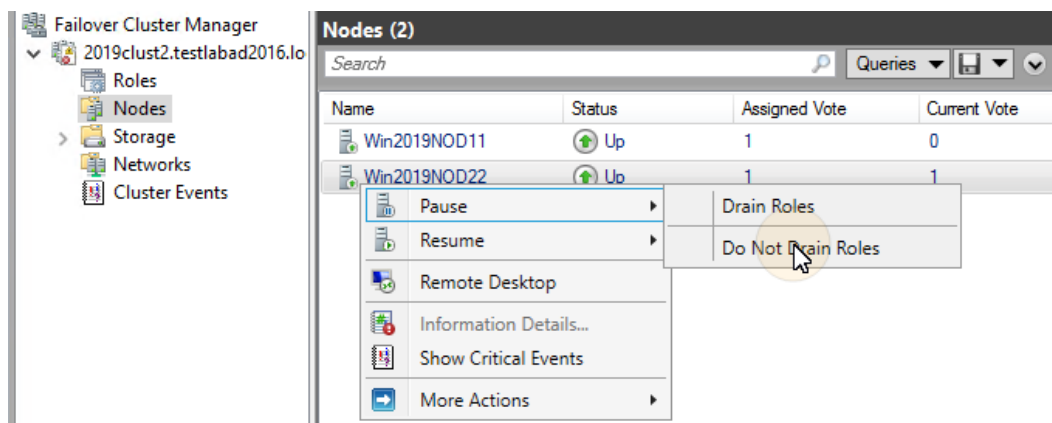 Failover Cluster Manager
2019clust2.testlabad2016.lo
Roles
Nodes
Storage
Networks
Cluster Events
Nodes (2)
Search Queries
Name Status Assigned Vote Current Vote
Win2019NOD11 Up 1 0
Win2019NOD22 Up 1 1
Pause
Resume
Remote Desktop
Information Details...
Show Critical Events
More Actions
Drain Roles
Do Not Drain Roles